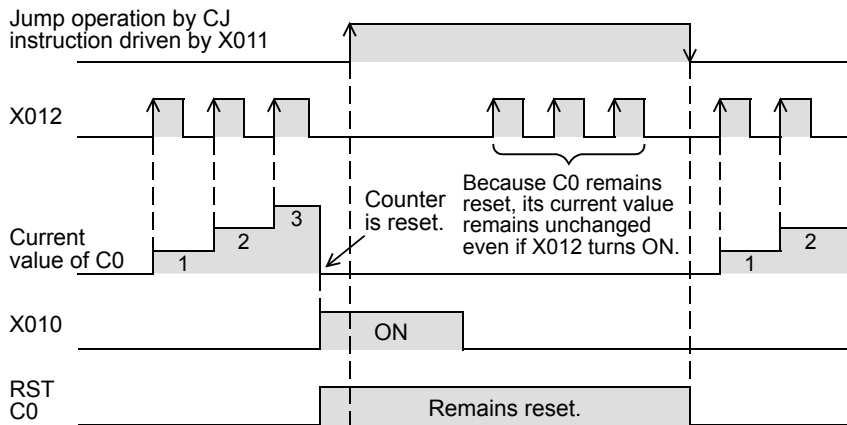 Jump operation by CJ
instruction driven by X011
X012
Counter
is reset.
Because C0 remains
reset, its current value
remains unchanged
even if X012 turns ON.
Current
value of C0
1
2
3
1
2
X010
ON
RST
C0
Remains reset.